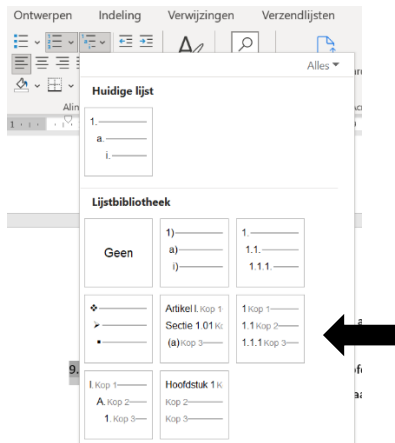 Ontwerpen Indeling Verwijzingen Verzendlijsten
Alles
Alin
Huidige lijst
1.
a.
i.
Lijstbibliotheek
Geen
1)
a)
i)
1.
1.1.
1.1.1.
Artikel I. Kop 1
Sectie 1.01 Ko
(a) Kop 3
1 Kop 1
1.1 Kop 2
1.1.1 Kop 3
9.
I. Kop 1
A. Kop 2
1. Kop 3
Hoofdstuk 1 K
Kop 2
Kop 3